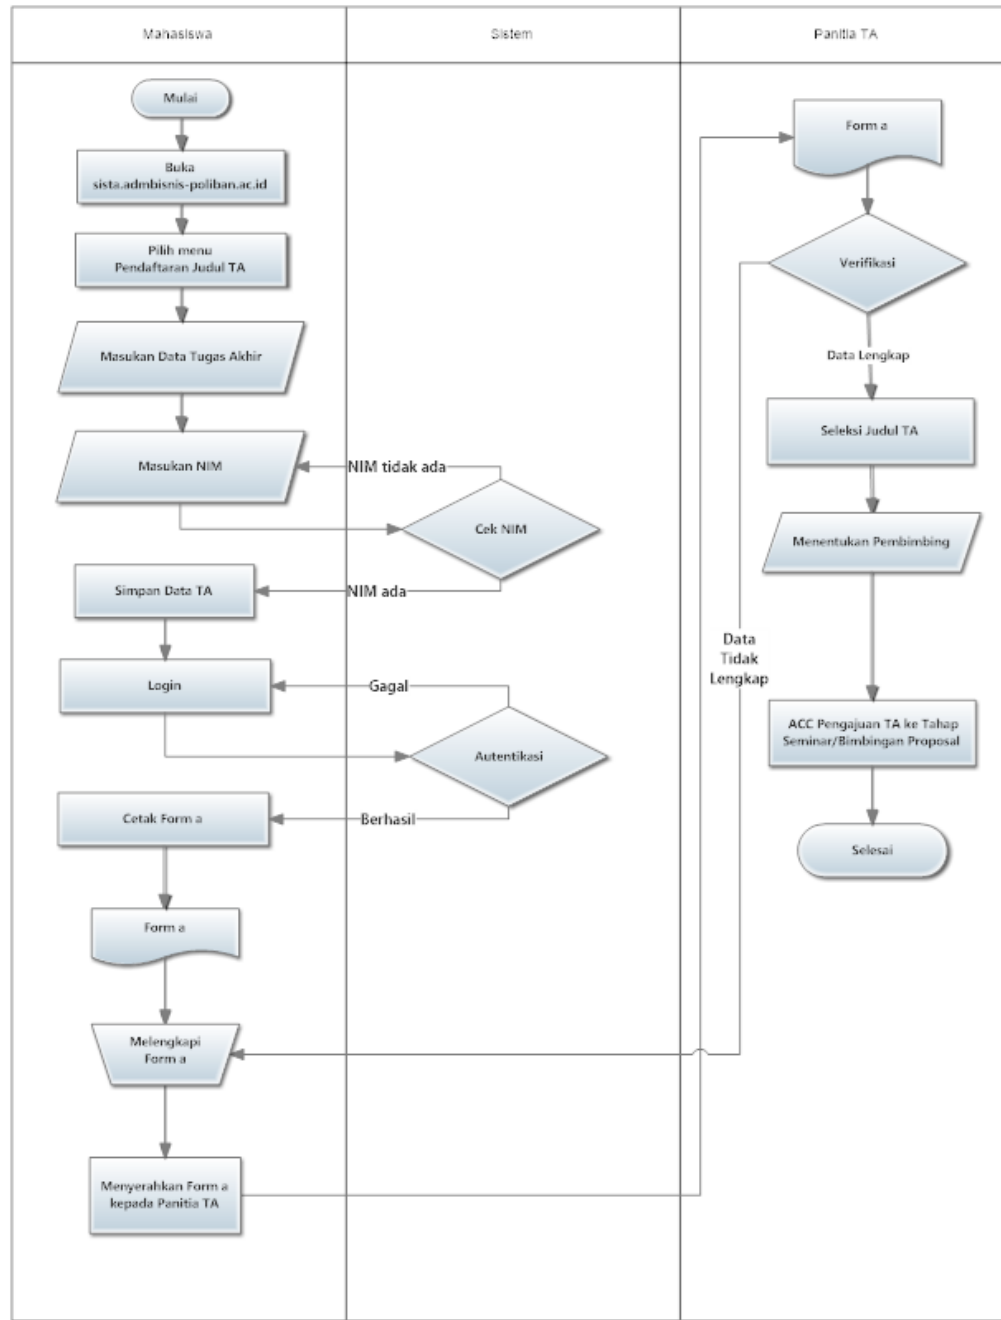 Mahasiswa
Sistem
Panitia TA
Mulai
Buka
sista.admbisnis-poliban.ac.id
Pilih menu
Pendaftaran Judul TA
Masukan Data Tugas Akhir
Masukan NIM
NIM tidak ada
Cek NIM
NIM ada
Simpan Data TA
Login
Gagal
Autentikasi
Berhasil
Cetak Form a
Form a
Melengkapi
Form a
Menyerahkan Form a
kepada Panitia TA
Form a
Verifikasi
Data Lengkap
Data
Tidak
Lengkap
Seleksi Judul TA
Menentukan Pembimbing
ACC Pengajuan TA ke Tahap
Seminar/Bimbingan Proposal
Selesai